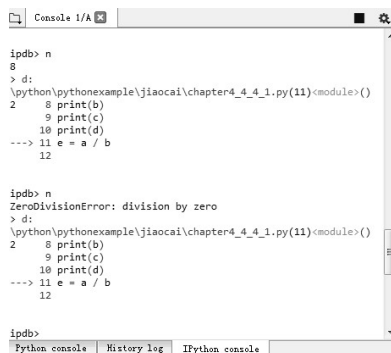 Console 1/A
ipdb> n
8
> d:
\python\pythonexample\jiaocai\chapter4_4_4_1.py(11)<module>()
2     8 print(b)
      9 print(c)
     10 print(d)
---> 11 e = a / b
     12
ipdb> n
ZeroDivisionError: division by zero
> d:
\python\pythonexample\jiaocai\chapter4_4_4_1.py(11)<module>()
2     8 print(b)
      9 print(c)
     10 print(d)
---> 11 e = a / b
     12
ipdb>
Python console History log IPython console